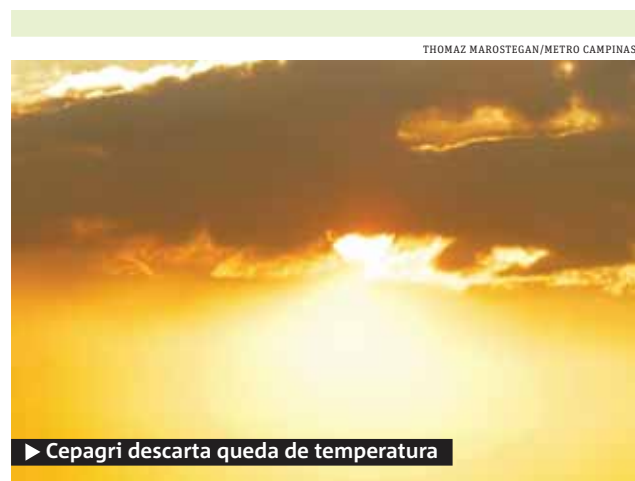 THOMAZ MAROSTEGAN/METRO CAMPINAS
▶ Cepagri descarta queda de temperatura